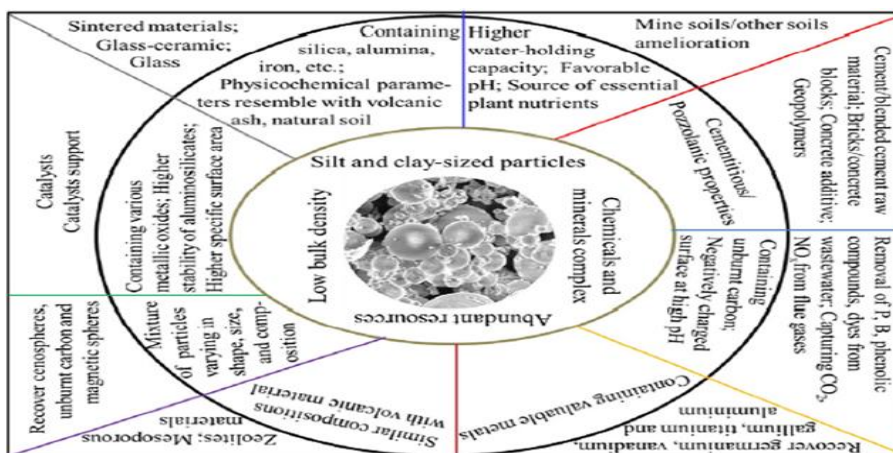 Sintered materials;
Glass-ceramic;
Glass
Containing
silica, alumina,
iron, etc.;
Physicochemical parame-
ters resemble with volcanic
ash, natural soil
Higher
water-holding
capacity; Favorable
pH; Source of essential
plant nutrients
Mine soils/other soils
amelioration
Cement/blended cement raw
material; Bricks/concrete
blocks; Concrete additive;
Geopolymers
Cementitious/
Pozzolanic properties
Catalysts
Catalysts support
Containing various
metallic oxides; Higher
stability of aluminosilicates;
Higher specific surface area
Silt and clay-sized particles
Low bulk density
Chemicals and
minerals complex
Abundant resources
Containing
unburnt carbon;
Negatively charged
surface at high pH
Removal of P, B, phenolic
compounds, dyes from
wastewater; Capturing CO2,
NOx from flue gases
Recover cenospheres,
unburnt carbon and
magnetic spheres
Mixture
of particles
varying in
shape, size,
and comp-
osition
Zeolites; Mesoporous
materials
Similar compositions
with volcanic material
Containing valuable metals
Recover germanium, vanadium,
gallium, titanium and
aluminium